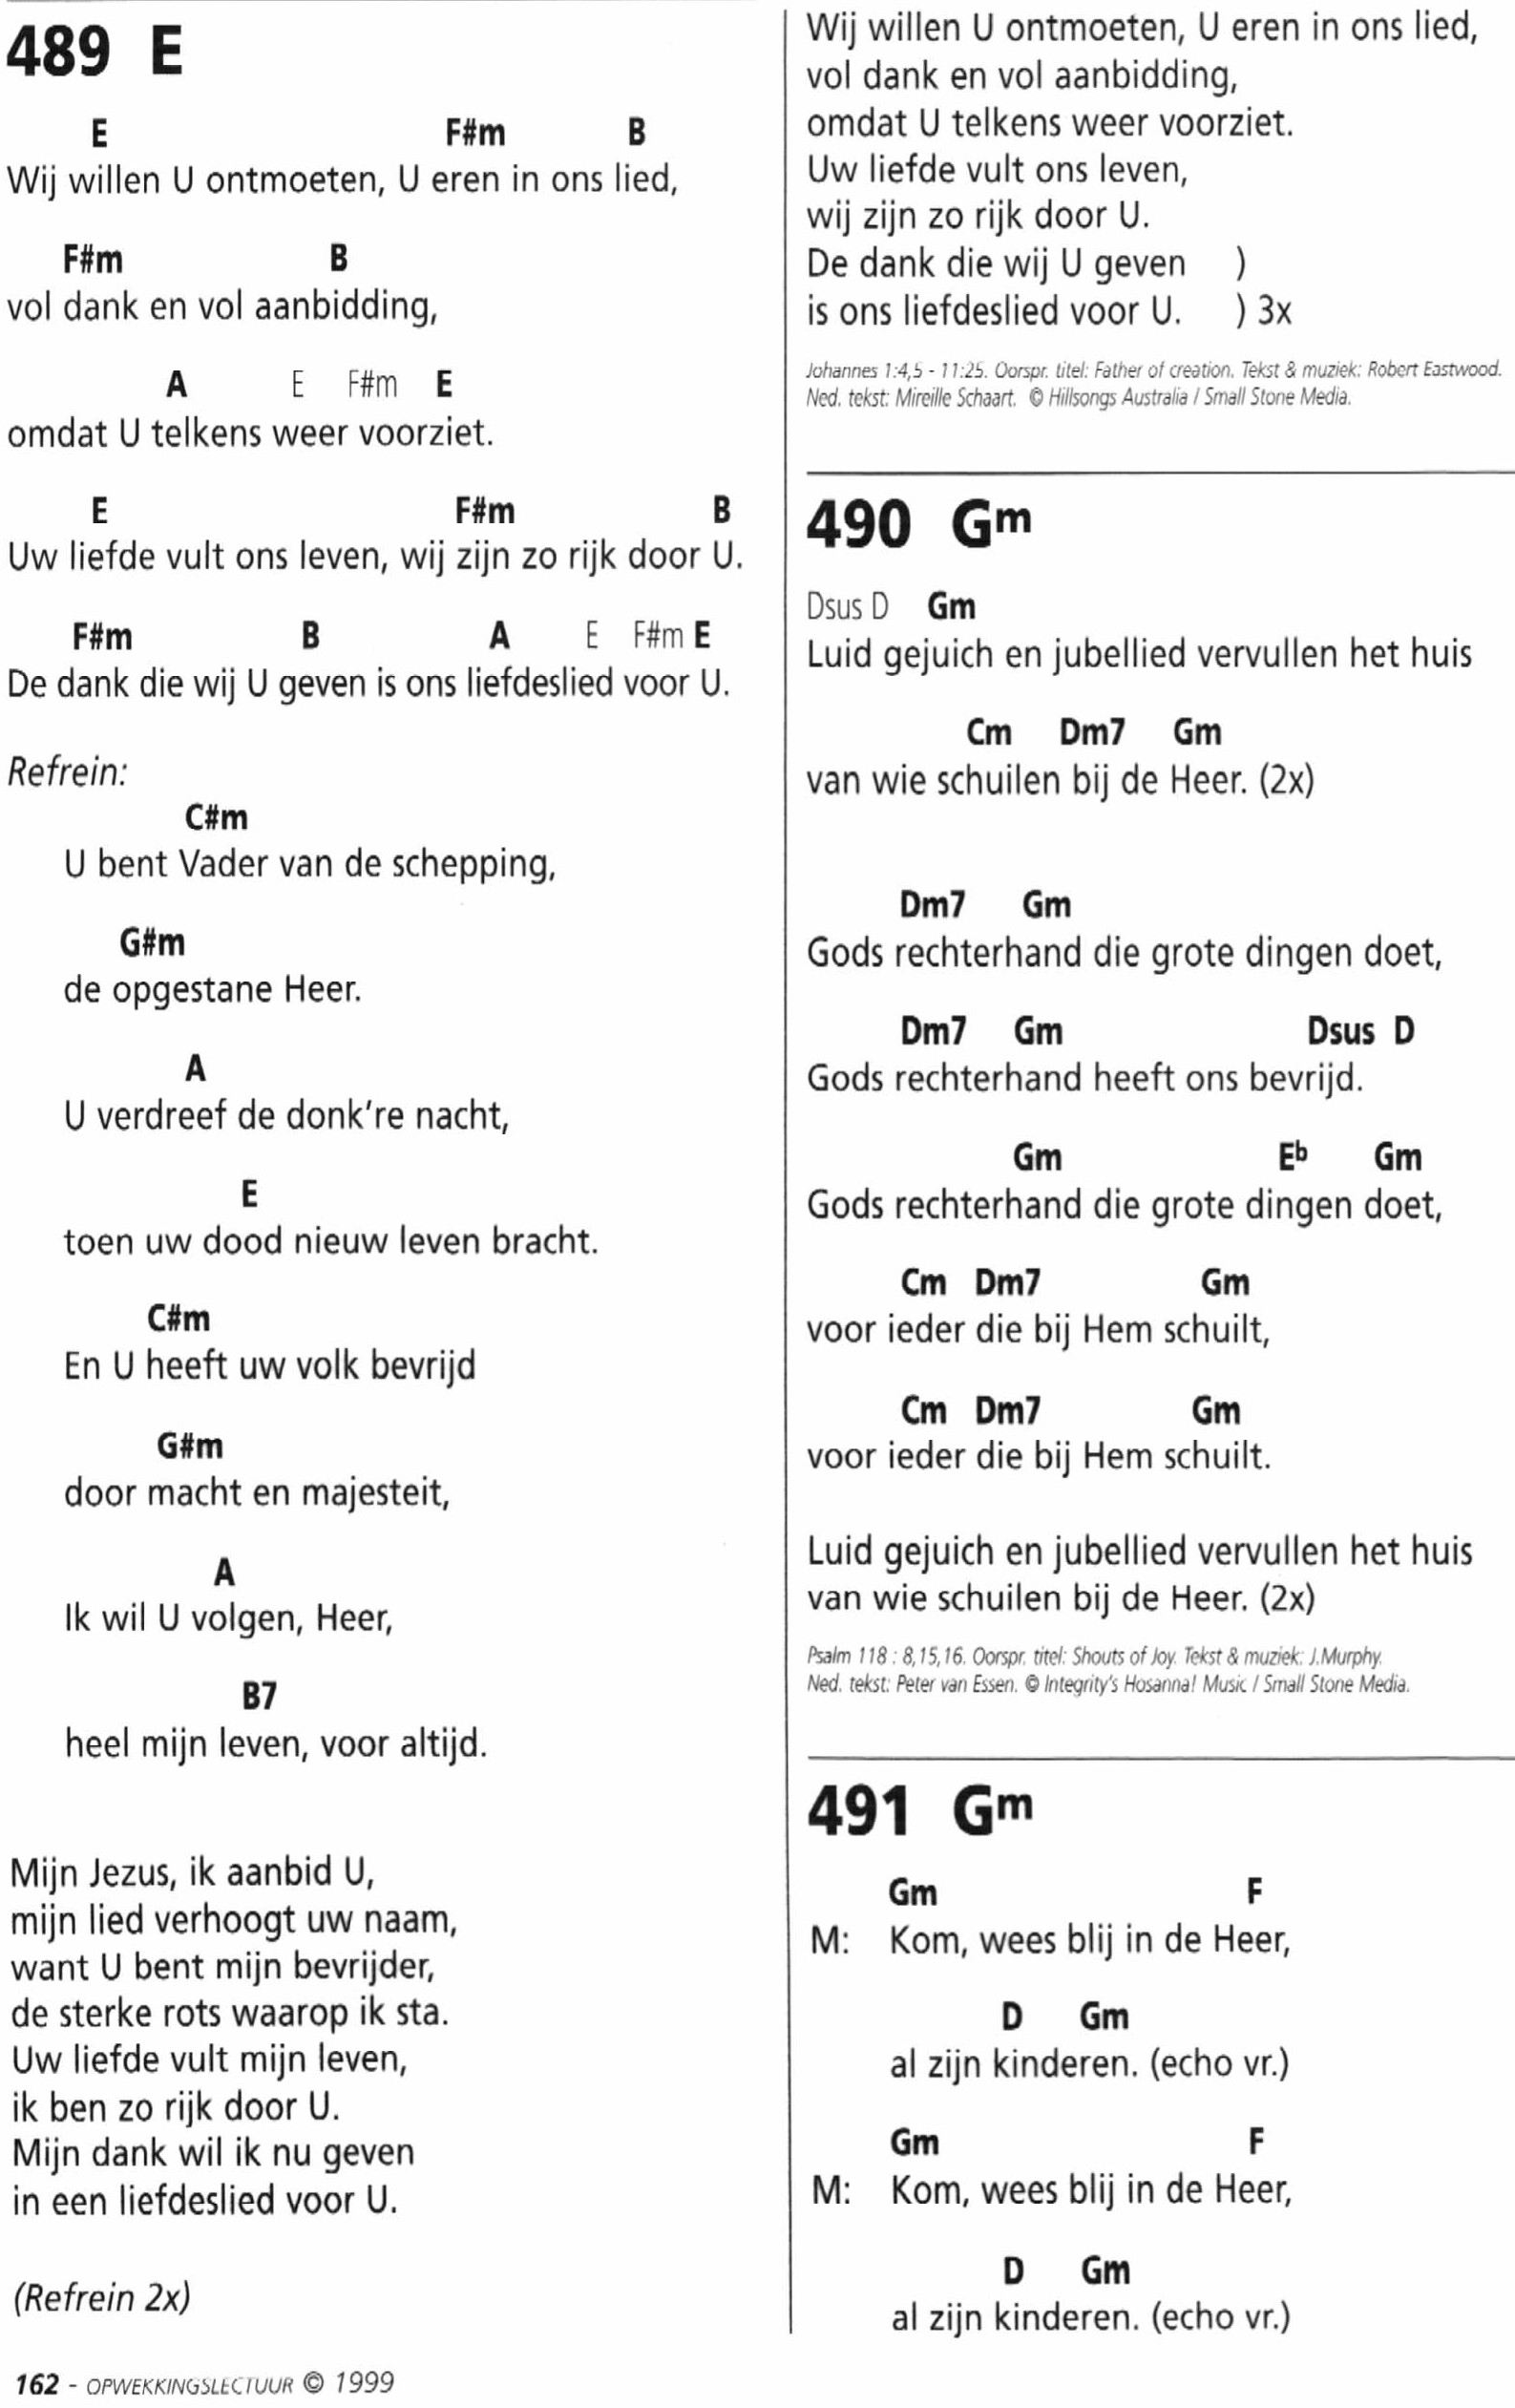 489 E
E F#m B
Wij willen U ontmoeten, U eren in ons lied,
F#m B
vol dank en vol aanbidding,
A E F#m E
omdat U telkens weer voorziet.
E F#m B
Uw liefde vult ons leven, wij zijn zo rijk door U.
F#m B A E F#m E
De dank die wij U geven is ons liefdeslied voor U.
Refrein:
C#m
U bent Vader van de schepping,
G#m
de opgestane Heer.
A
U verdreef de donk're nacht,
E
toen uw dood nieuw leven bracht.
C#m
En U heeft uw volk bevrijd
G#m
door macht en majesteit,
A
Ik wil U volgen, Heer,
B7
heel mijn leven, voor altijd.
Mijn Jezus, ik aanbid U,
mijn lied verhoogt uw naam,
want U bent mijn bevrijder,
de sterke rots waarop ik sta.
Uw liefde vult mijn leven,
ik ben zo rijk door U.
Mijn dank wil ik nu geven
in een liefdeslied voor U.
(Refrein 2x)
162 - OPWEKKINGSLECTUUR © 1999
Wij willen U ontmoeten, U eren in ons lied,
vol dank en vol aanbidding,
omdat U telkens weer voorziet.
Uw liefde vult ons leven,
wij zijn zo rijk door U.
De dank die wij U geven )
is ons liefdeslied voor U. ) 3x
Johannes 1:4,5 - 11:25. Oorspr. titel: Father of creation. Tekst & muziek: Robert Eastwood.
Ned. tekst: Mireille Schaart. © Hillsongs Australia / Small Stone Media.
490 Gm
Dsus D Gm
Luid gejuich en jubellied vervullen het huis
Cm Dm7 Gm
van wie schuilen bij de Heer. (2x)
Dm7 Gm
Gods rechterhand die grote dingen doet,
Dm7 Gm Dsus D
Gods rechterhand heeft ons bevrijd.
Gm Eb Gm
Gods rechterhand die grote dingen doet,
Cm Dm7 Gm
voor ieder die bij Hem schuilt,
Cm Dm7 Gm
voor ieder die bij Hem schuilt.
Luid gejuich en jubellied vervullen het huis
van wie schuilen bij de Heer. (2x)
Psalm 118 : 8,15,16. Oorspr. titel: Shouts of Joy. Tekst & muziek: J.Murphy.
Ned. tekst: Peter van Essen. © Integrity's Hosanna! Music / Small Stone Media.
491 Gm
Gm F
M: Kom, wees blij in de Heer,
D Gm
al zijn kinderen. (echo vr.)
Gm F
M: Kom, wees blij in de Heer,
D Gm
al zijn kinderen. (echo vr.)